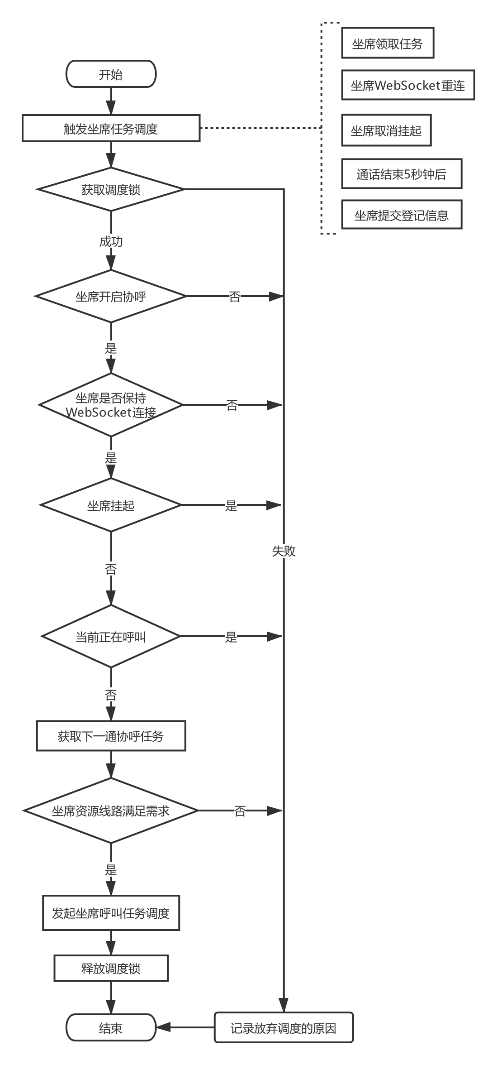 开始
触发坐席任务调度
坐席领取任务
坐席WebSocket重连
坐席取消挂起
通话结束5秒钟后
坐席提交登记信息
获取调度锁
成功
坐席开启协呼
否
是
坐席是否保持
WebSocket连接
否
是
坐席挂起
是
失败
否
当前正在呼叫
是
否
获取下一通协呼任务
坐席资源线路满足需求
否
是
发起坐席呼叫任务调度
释放调度锁
结束
记录放弃调度的原因